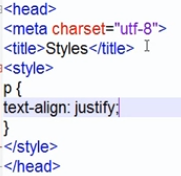 <head>
<meta charset="utf-8">
<title>Styles</title>
<style>
p {
text-align: justify;
}
</style>
</head>